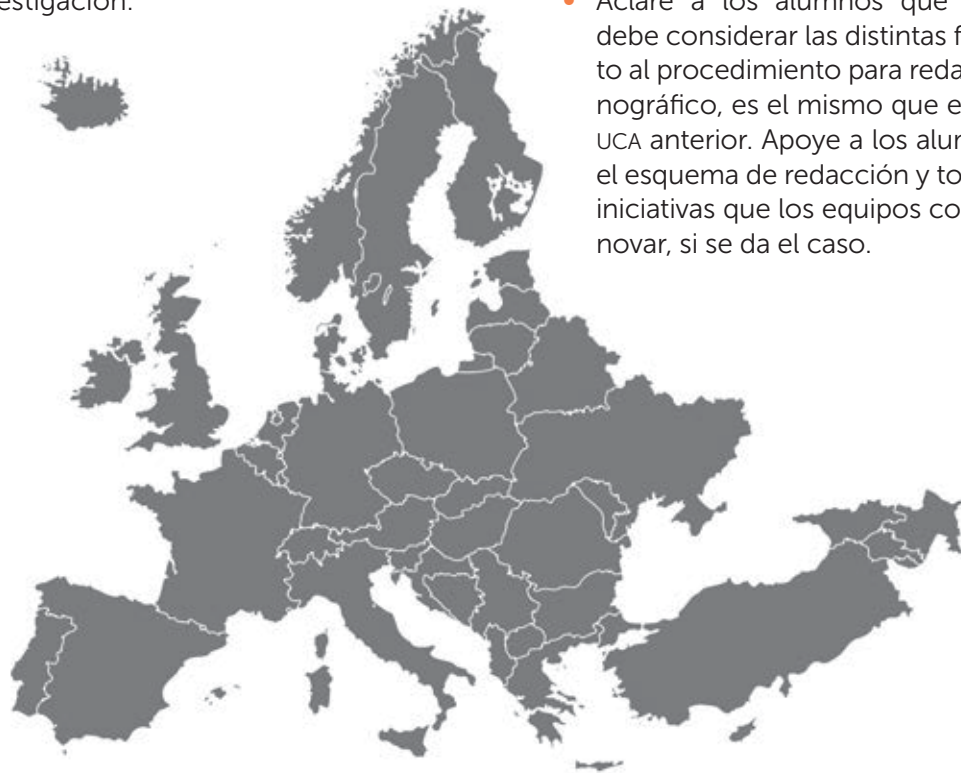 estigación.
• Aclare a los alumnos que
debe considerar las distintas f
to al procedimiento para reda
nográfico, es el mismo que e
UCA anterior. Apoye a los alur
el esquema de redacción y to
iniciativas que los equipos co
novar, si se da el caso.